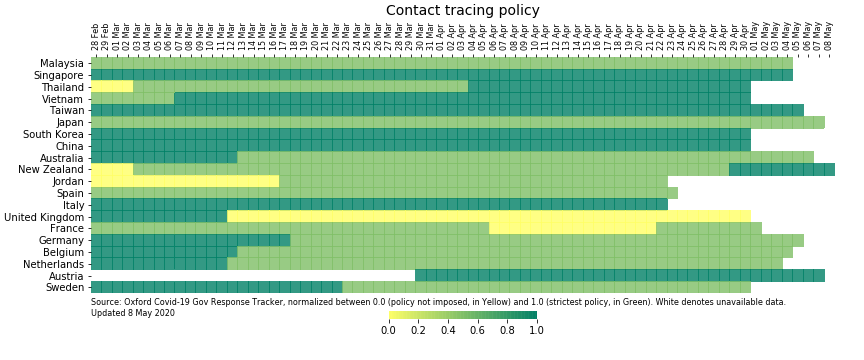 Contact tracing policy
28 Feb
29 Feb
01 Mar
02 Mar
03 Mar
04 Mar
05 Mar
06 Mar
07 Mar
08 Mar
09 Mar
10 Mar
11 Mar
12 Mar
13 Mar
14 Mar
15 Mar
16 Mar
17 Mar
18 Mar
19 Mar
20 Mar
21 Mar
22 Mar
23 Mar
24 Mar
25 Mar
26 Mar
27 Mar
28 Mar
29 Mar
30 Mar
31 Mar
01 Apr
02 Apr
03 Apr
04 Apr
05 Apr
06 Apr
07 Apr
08 Apr
09 Apr
10 Apr
11 Apr
12 Apr
13 Apr
14 Apr
15 Apr
16 Apr
17 Apr
18 Apr
19 Apr
20 Apr
21 Apr
22 Apr
23 Apr
24 Apr
25 Apr
26 Apr
27 Apr
28 Apr
29 Apr
30 Apr
01 May
02 May
03 May
04 May
05 May
06 May
07 May
08 May
Malaysia
Singapore
Thailand
Vietnam
Taiwan
Japan
South Korea
China
Australia
New Zealand
Jordan
Spain
Italy
United Kingdom
France
Germany
Belgium
Netherlands
Austria
Sweden
Source: Oxford Covid-19 Gov Response Tracker, normalized between 0.0 (policy not imposed, in Yellow) and 1.0 (strictest policy, in Green). White denotes unavailable data.
Updated 8 May 2020
0.0 0.2 0.4 0.6 0.8 1.0